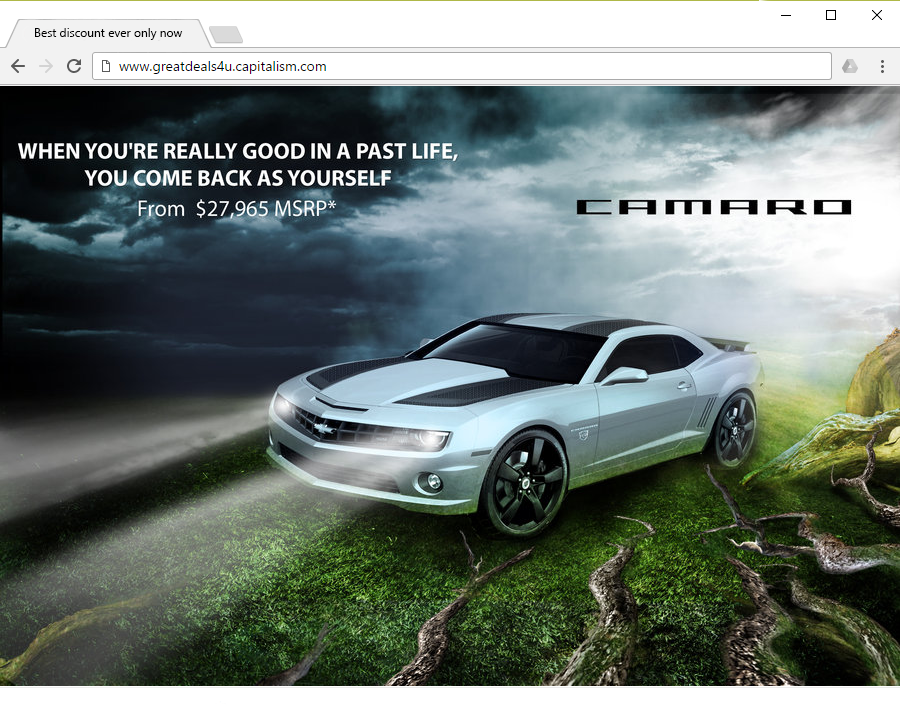 Best discount ever only now
www.greatdeals4u.capitalism.com
WHEN YOU'RE REALLY GOOD IN A PAST LIFE,
YOU COME BACK AS YOURSELF
From $27,965 MSRP*
CAMARO